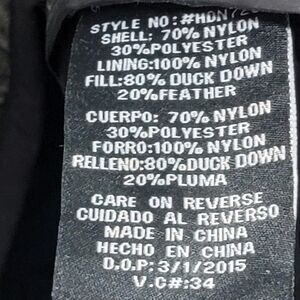 STYLE NO:#HDN72
SHELL: 70% NYLON
30%POLYESTER
LINING:100% NYLON
FILL:80% DUCK DOWN
20%FEATHER
CUERPO: 70% NYLON
30%POLYESTER
FORRO:100% NYLON
RELLENO:80%DUCK DOWN
20%PLUMA
CARE ON REVERSE
CUIDADO AL REVERSO
MADE IN CHINA
HECHO EN CHINA
D.O.P: 3/1/2015
V.C#:34